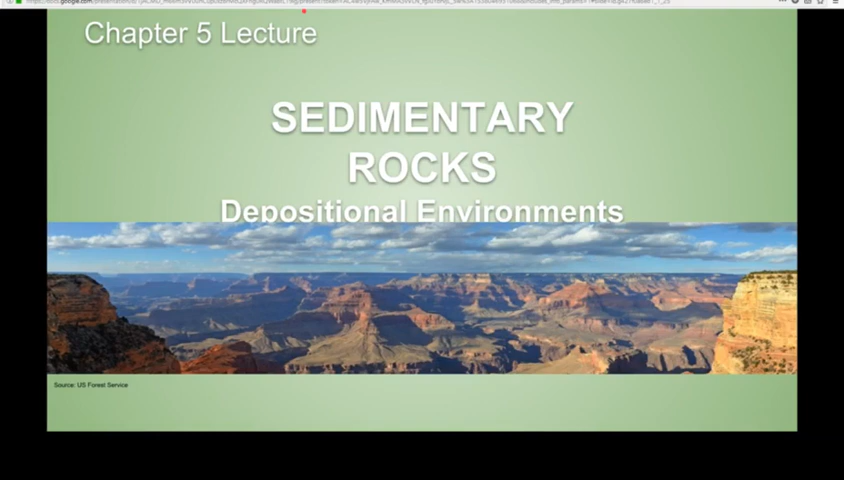 Chapter 5 Lecture
SEDIMENTARY
ROCKS
Depositional Environments
Source: US Forest Service